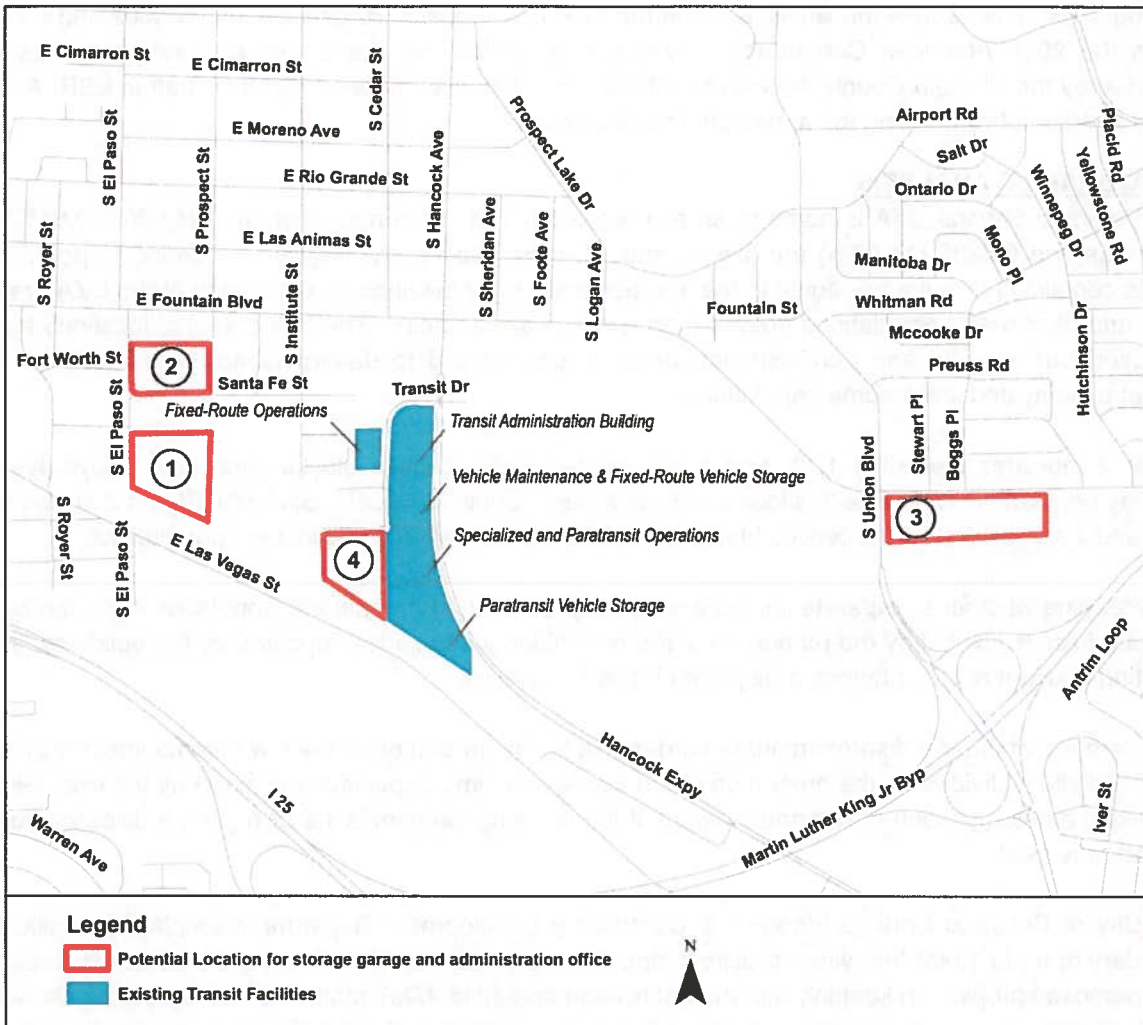 E Cimarron St
E Cimarron St
S Cedar St
E Moreno Ave
S El Paso St
S Prospect St
E Rio Grande St
S Hancock Ave
Prospect Lake Dr
Airport Rd
Salt Dr
Placid Rd
Yellowstone Rd
Winnepeg Dr
Ontario Dr
Mono Pl
Manitoba Dr
Whitman Rd
Mccooke Dr
Preuss Rd
Hutchinson Dr
S Royer St
E Las Animas St
S Institute St
S Sheridan Ave
S Foote Ave
S Logan Ave
E Fountain Blvd
Fountain St
Fort Worth St
2
Santa Fe St
Transit Dr
Fixed-Route Operations
Transit Administration Building
S El Paso St
1
Vehicle Maintenance & Fixed-Route Vehicle Storage
S Union Blvd
Stewart Pl
Boggs Pl
3
S Royer St
S El Paso St
E Las Vegas St
4
Specialized and Paratransit Operations
Paratransit Vehicle Storage
Antrim Loop
Hancock Expy
I 25
Warren Ave
Martin Luther King Jr Byp
Iver St
Legend
Potential Location for storage garage and administration office
Existing Transit Facilities
N